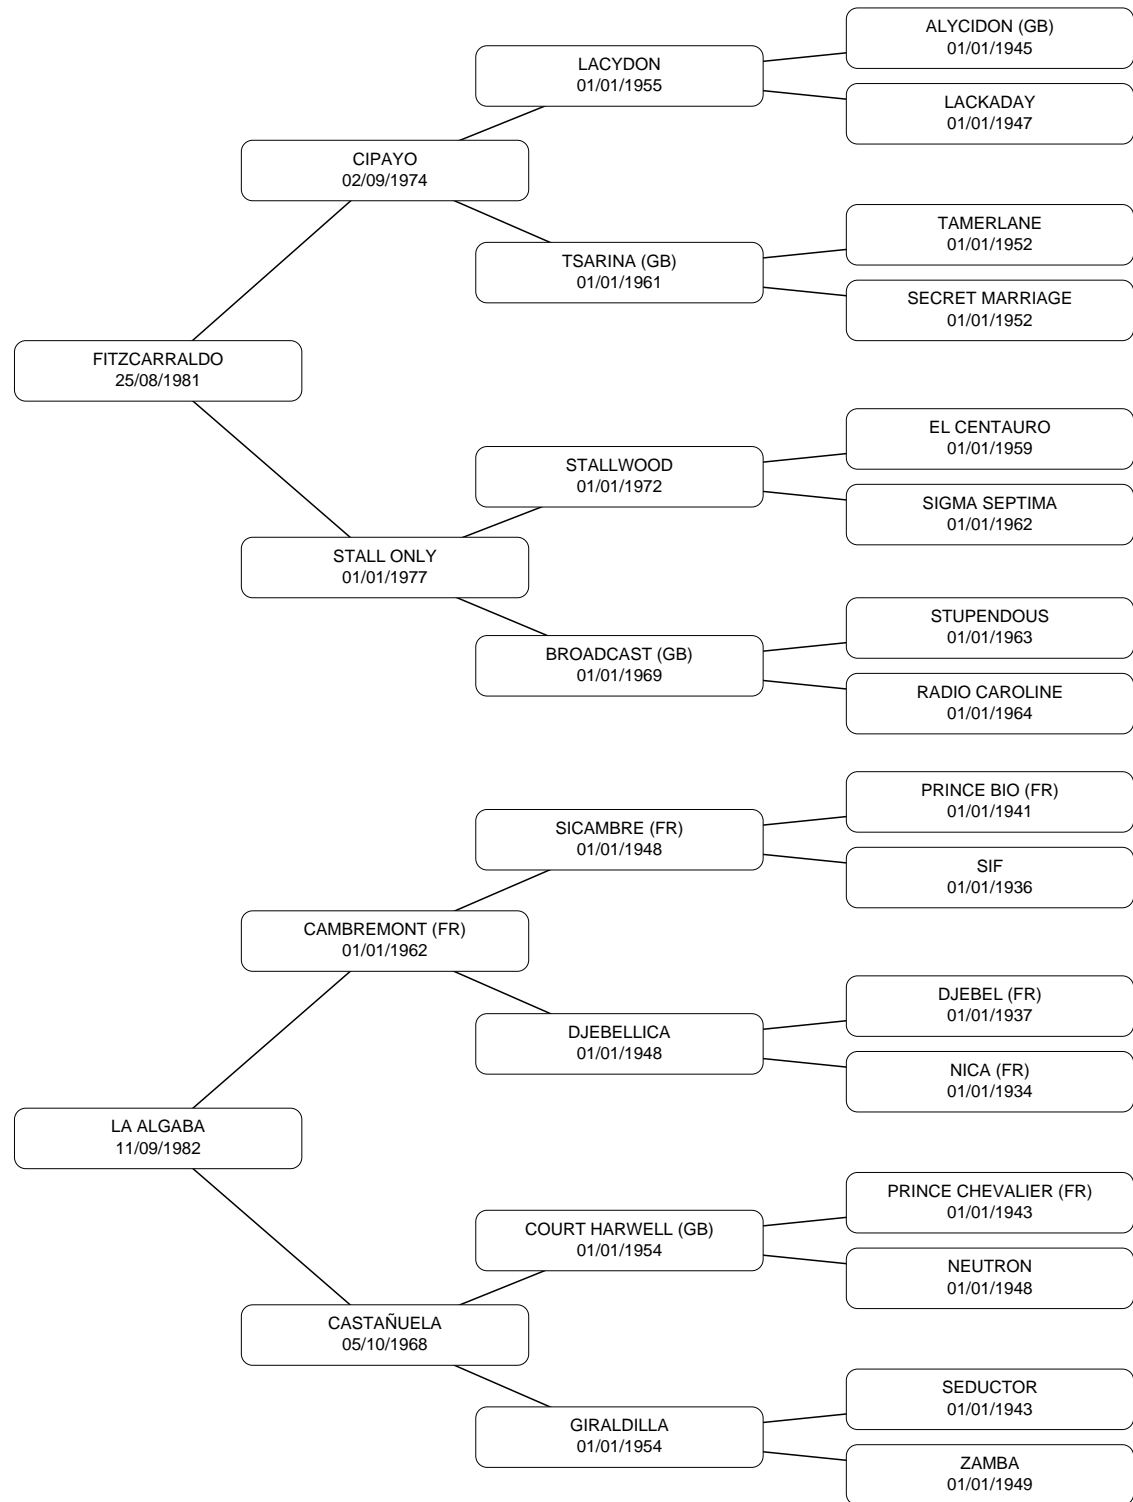 ALYCIDON (GB)
01/01/1945
LACYDON
01/01/1955
LACKADAY
01/01/1947
CIPAYO
02/09/1974
TAMERLANE
01/01/1952
TSARINA (GB)
01/01/1961
SECRET MARRIAGE
01/01/1952
FITZCARRALDO
25/08/1981
EL CENTAURO
01/01/1959
STALLWOOD
01/01/1972
SIGMA SEPTIMA
01/01/1962
STALL ONLY
01/01/1977
STUPENDOUS
01/01/1963
BROADCAST (GB)
01/01/1969
RADIO CAROLINE
01/01/1964
PRINCE BIO (FR)
01/01/1941
SICAMBRE (FR)
01/01/1948
SIF
01/01/1936
CAMBREMONT (FR)
01/01/1962
DJEBEL (FR)
01/01/1937
DJEBELLICA
01/01/1948
NICA (FR)
01/01/1934
LA ALGABA
11/09/1982
PRINCE CHEVALIER (FR)
01/01/1943
COURT HARWELL (GB)
01/01/1954
NEUTRON
01/01/1948
CASTAÑUELA
05/10/1968
SEDUCTOR
01/01/1943
GIRALDILLA
01/01/1954
ZAMBA
01/01/1949